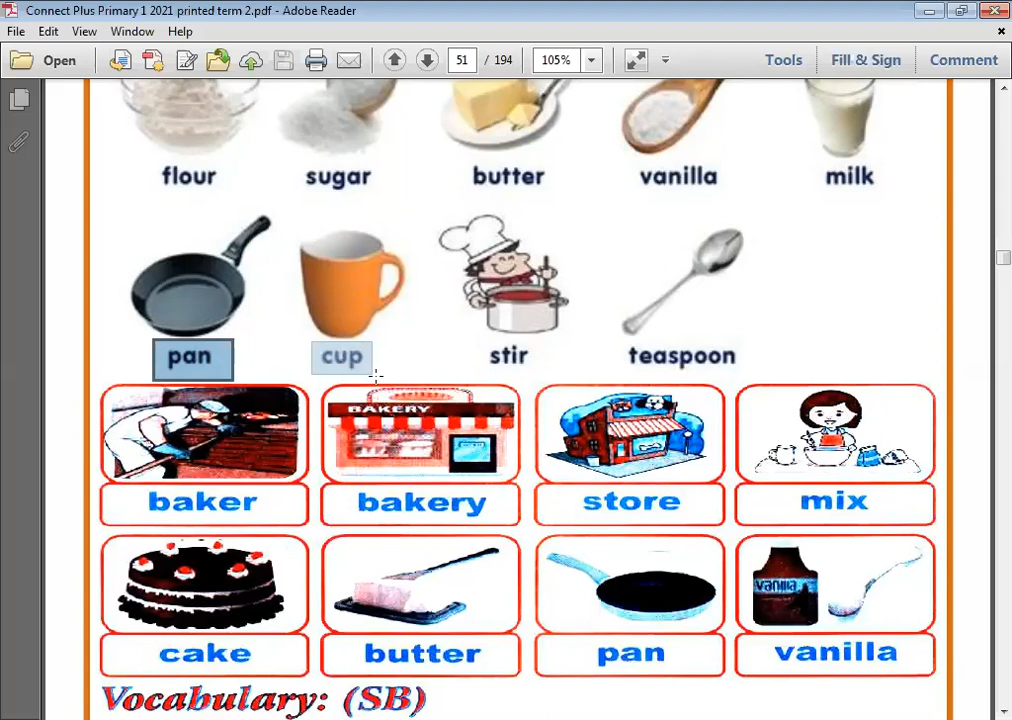 Connect Plus Primary 1 2021 printed term 2.pdf - Adobe Reader
File Edit View Window Help
Open 51 / 194 105% Tools Fill & Sign Comment
flour sugar butter vanilla milk
pan cup stir teaspoon
BAKERY
baker bakery store mix
vanilla
cake butter pan vanilla
Vocabulary: (SB)